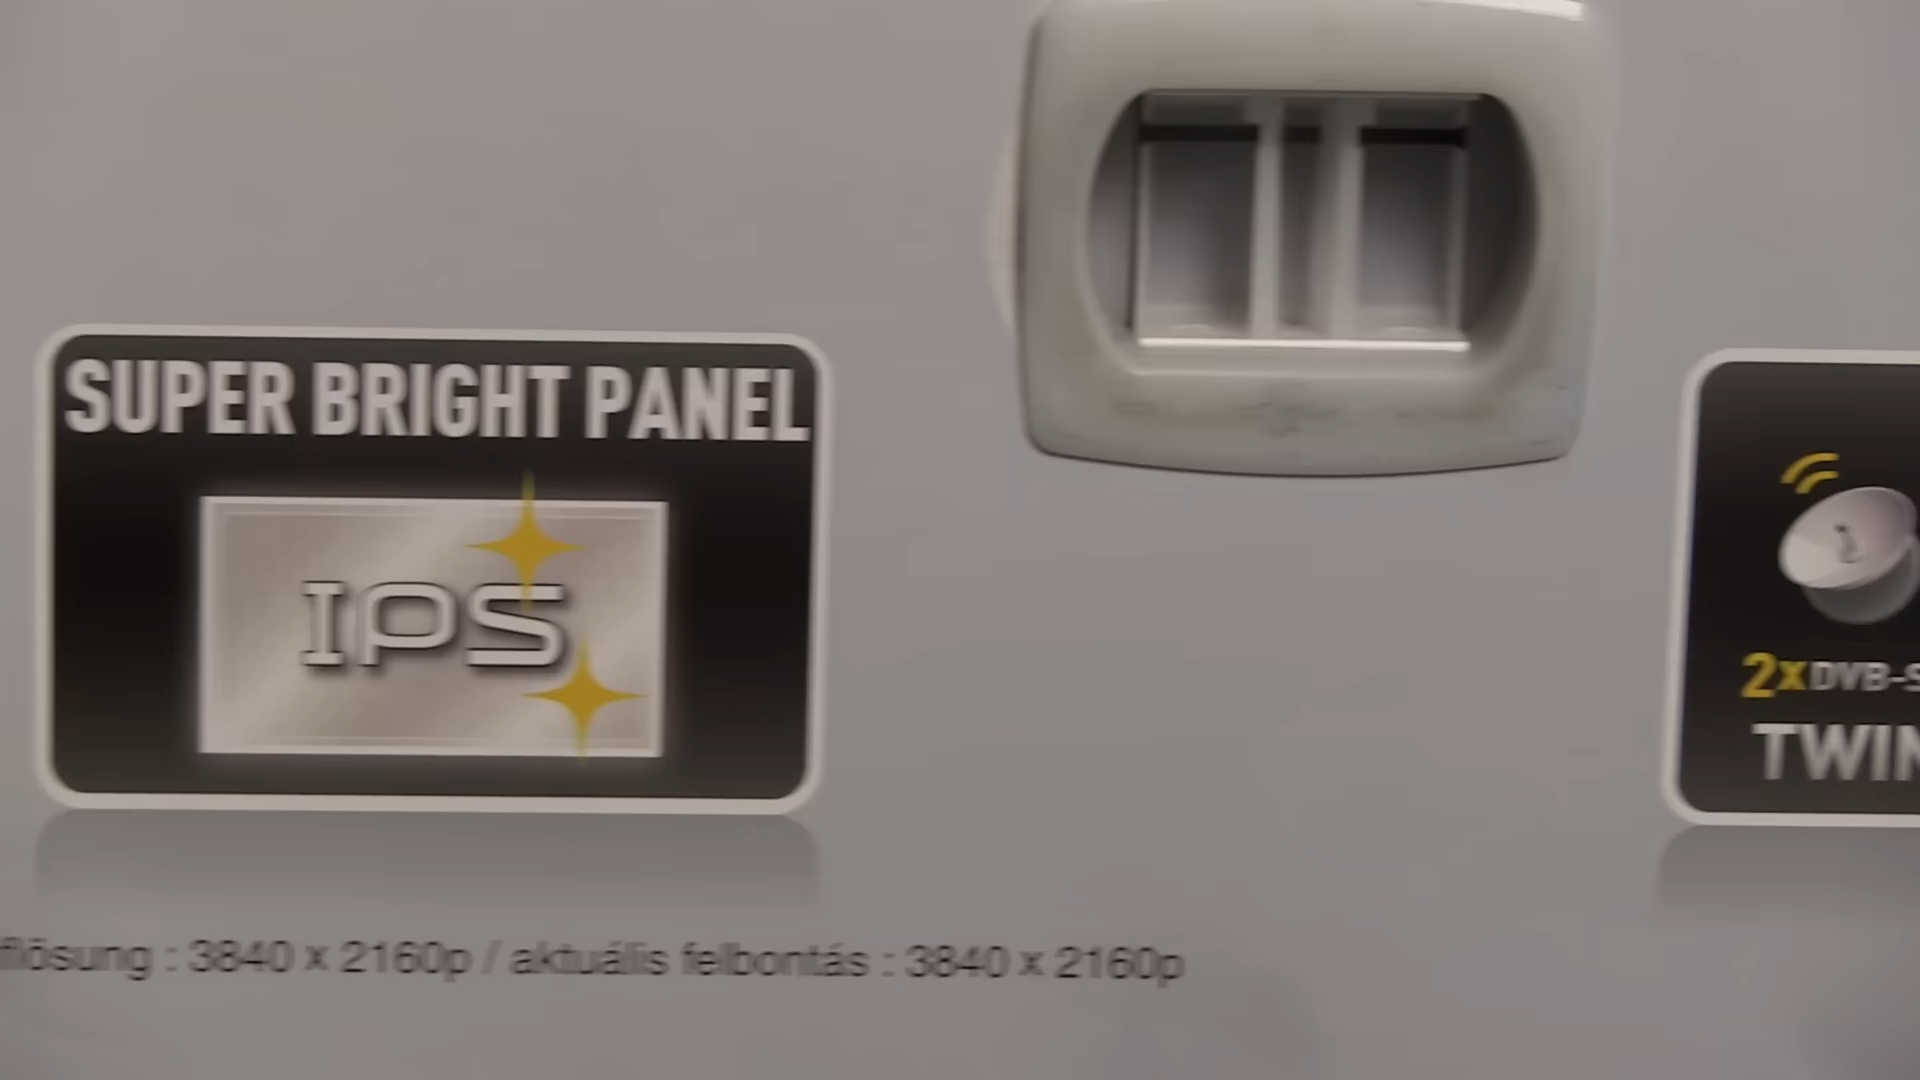 SUPER BRIGHT PANEL
IPS
2x DVB-S
TWIN
flösung : 3840 x 2160p / aktuális felbontás : 3840 x 2160p